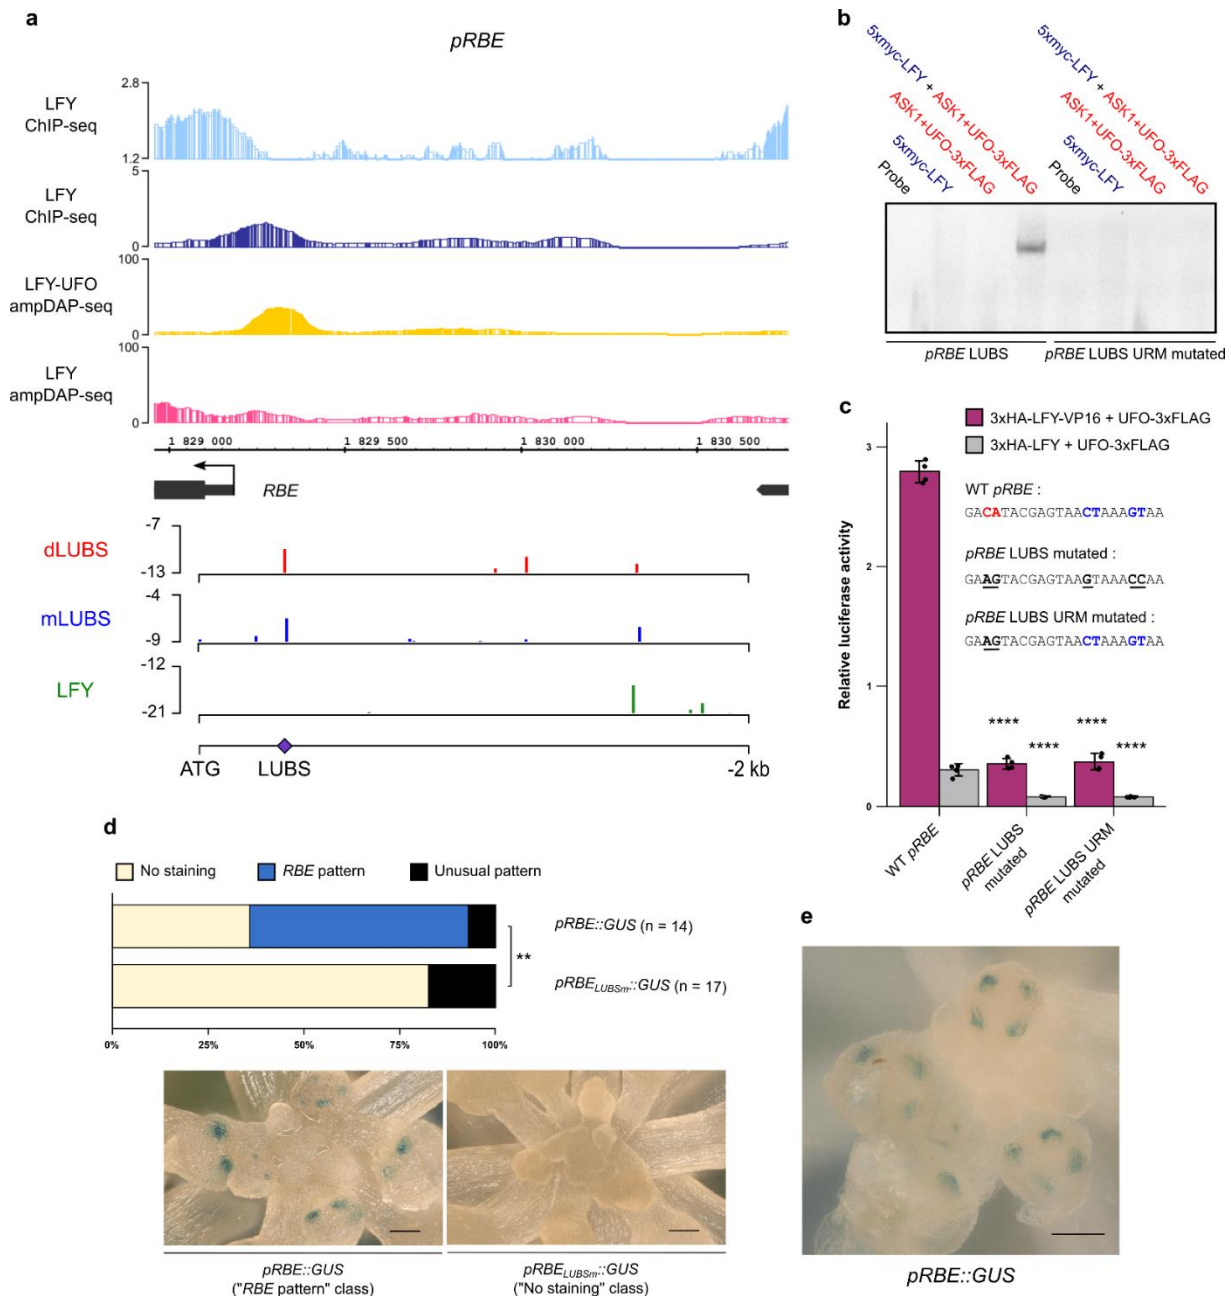 a
pRBE
LFY
ChIP-seq
2.8
1.2
LFY
ChIP-seq
5
0
LFY-UFO
ampDAP-seq
100
0
LFY
ampDAP-seq
100
0
1 829 000
1 829 500
1 830 000
1 830 500
RBE
dLUBS
-7
-13
mLUBS
-4
-9
LFY
-12
-21
ATG
LUBS
-2 kb
b
Probe
5xmyc-LFY
ASK1+UFO-3xFLAG
5xmyc-LFY + ASK1+UFO-3xFLAG
Probe
5xmyc-LFY
ASK1+UFO-3xFLAG
5xmyc-LFY + ASK1+UFO-3xFLAG
pRBE LUBS
pRBE LUBS URM mutated
c
3xHA-LFY-VP16 + UFO-3xFLAG
3xHA-LFY + UFO-3xFLAG
Relative luciferase activity
3
2
1
0
WT pRBE :
GACATACGAGTAACTAAAGTAA
pRBE LUBS mutated :
GAAGTACGAGTAAGTAAACCAA
pRBE LUBS URM mutated :
GAAGTACGAGTAACTAAAGTAA
****
****
****
****
WT pRBE
pRBE LUBS
mutated
pRBE LUBS URM
mutated
d
No staining
RBE pattern
Unusual pattern
pRBE::GUS (n = 14)
**
pRBELUBSm::GUS (n = 17)
0%
25%
50%
75%
100%
pRBE::GUS
("RBE pattern" class)
pRBELUBSm::GUS
("No staining" class)
e
pRBE::GUS